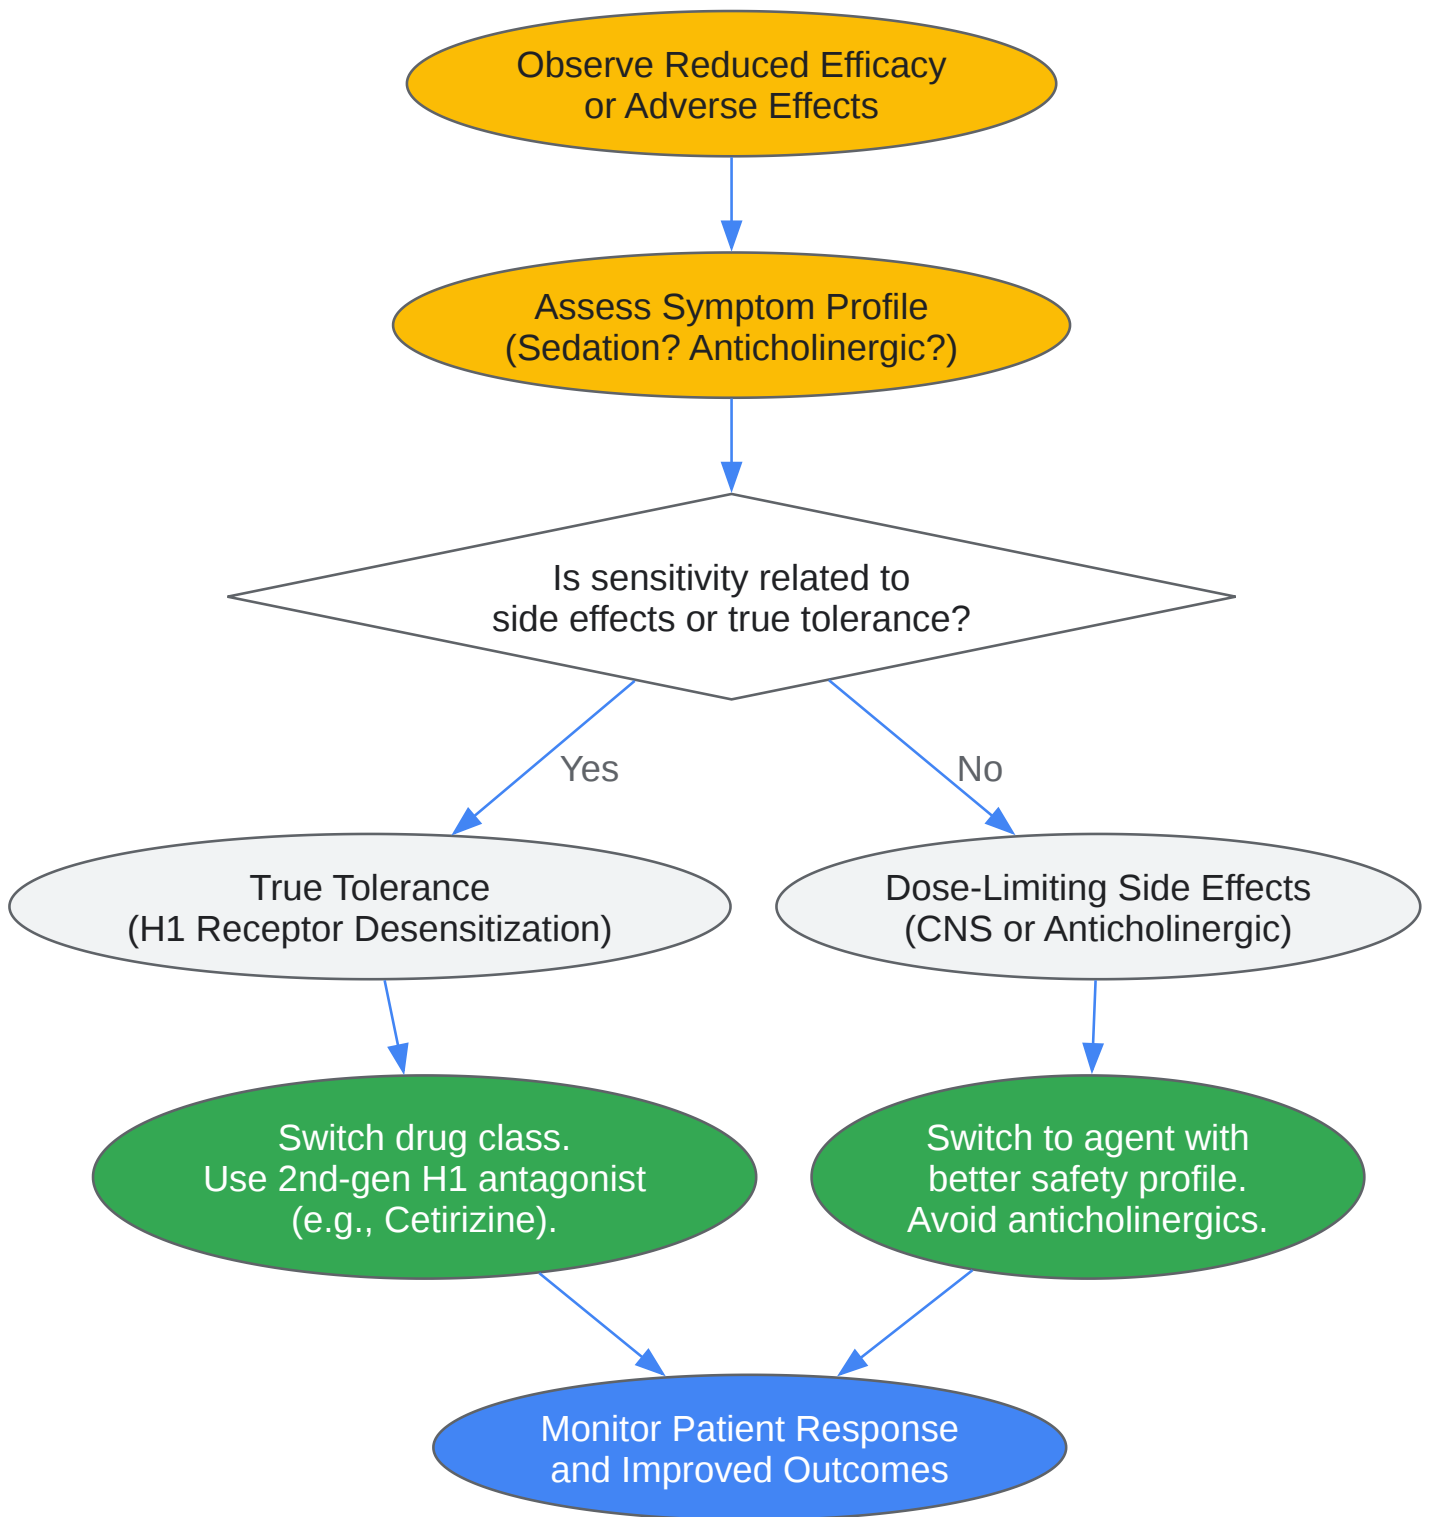 Observe Reduced Efficacy
or Adverse Effects
Assess Symptom Profile
(Sedation? Anticholinergic?)
Is sensitivity related to
side effects or true tolerance?
Yes
No
True Tolerance
(H1 Receptor Desensitization)
Dose-Limiting Side Effects
(CNS or Anticholinergic)
Switch drug class.
Use 2nd-gen H1 antagonist
(e.g., Cetirizine).
Switch to agent with
better safety profile.
Avoid anticholinergics.
Monitor Patient Response
and Improved Outcomes